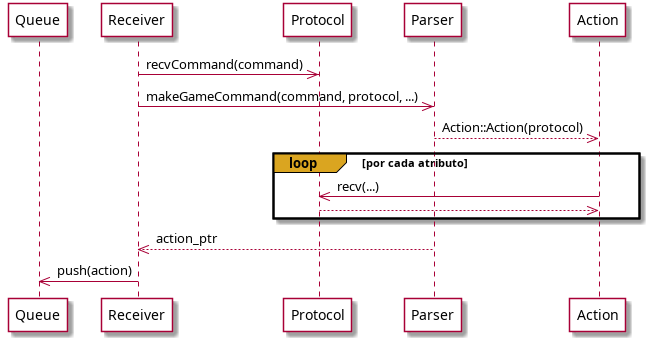 Queue Receiver Protocol Parser Action
recvCommand(command)
makeGameCommand(command, protocol, ...)
Action::Action(protocol)
loop [por cada atributo]
recv(...)
action_ptr
push(action)
Queue Receiver Protocol Parser Action